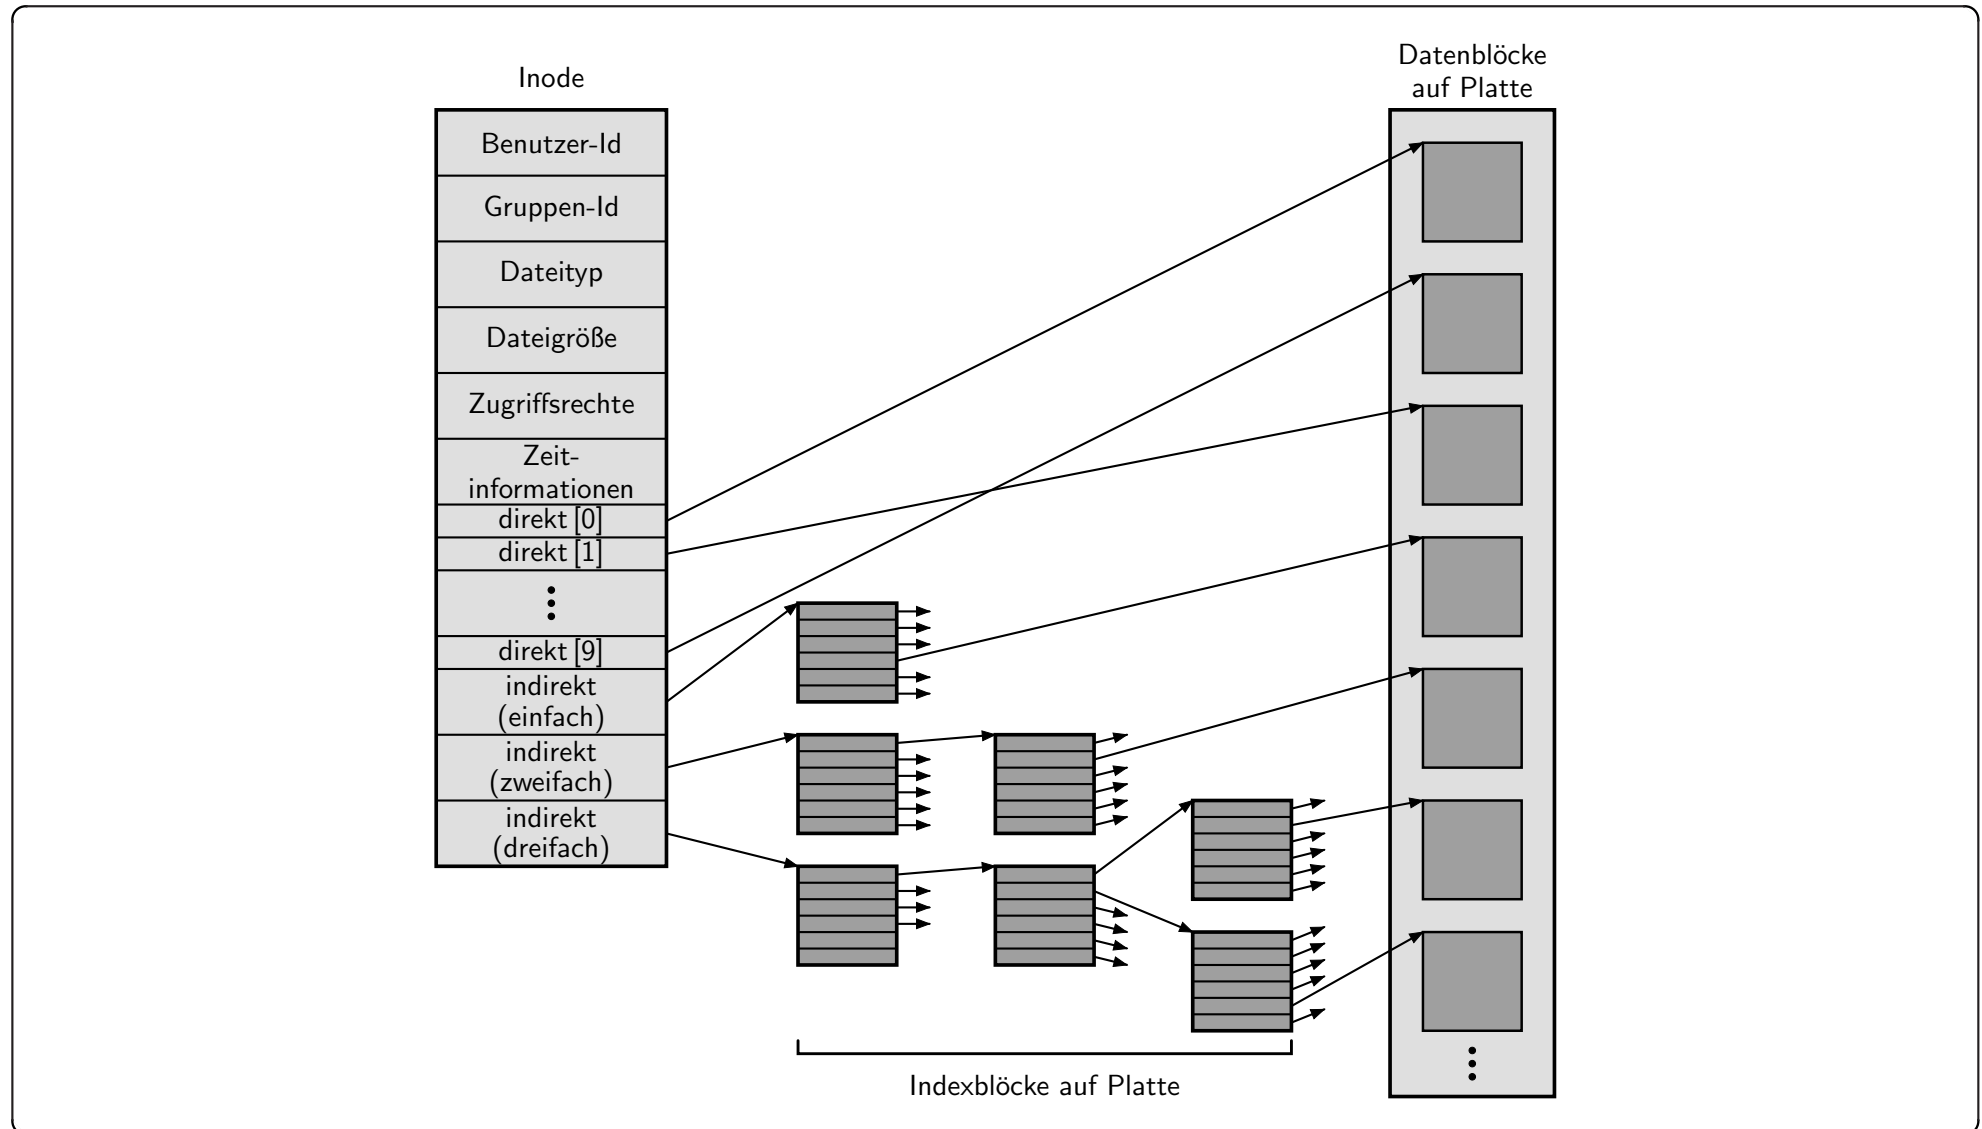 Inode
Benutzer-Id
Gruppen-Id
Dateityp
Dateigröße
Zugriffsrechte
Zeit-
informationen
direkt [0]
direkt [1]
direkt [9]
indirekt
(einfach)
indirekt
(zweifach)
indirekt
(dreifach)
Indexblöcke auf Platte
Datenblöcke
auf Platte